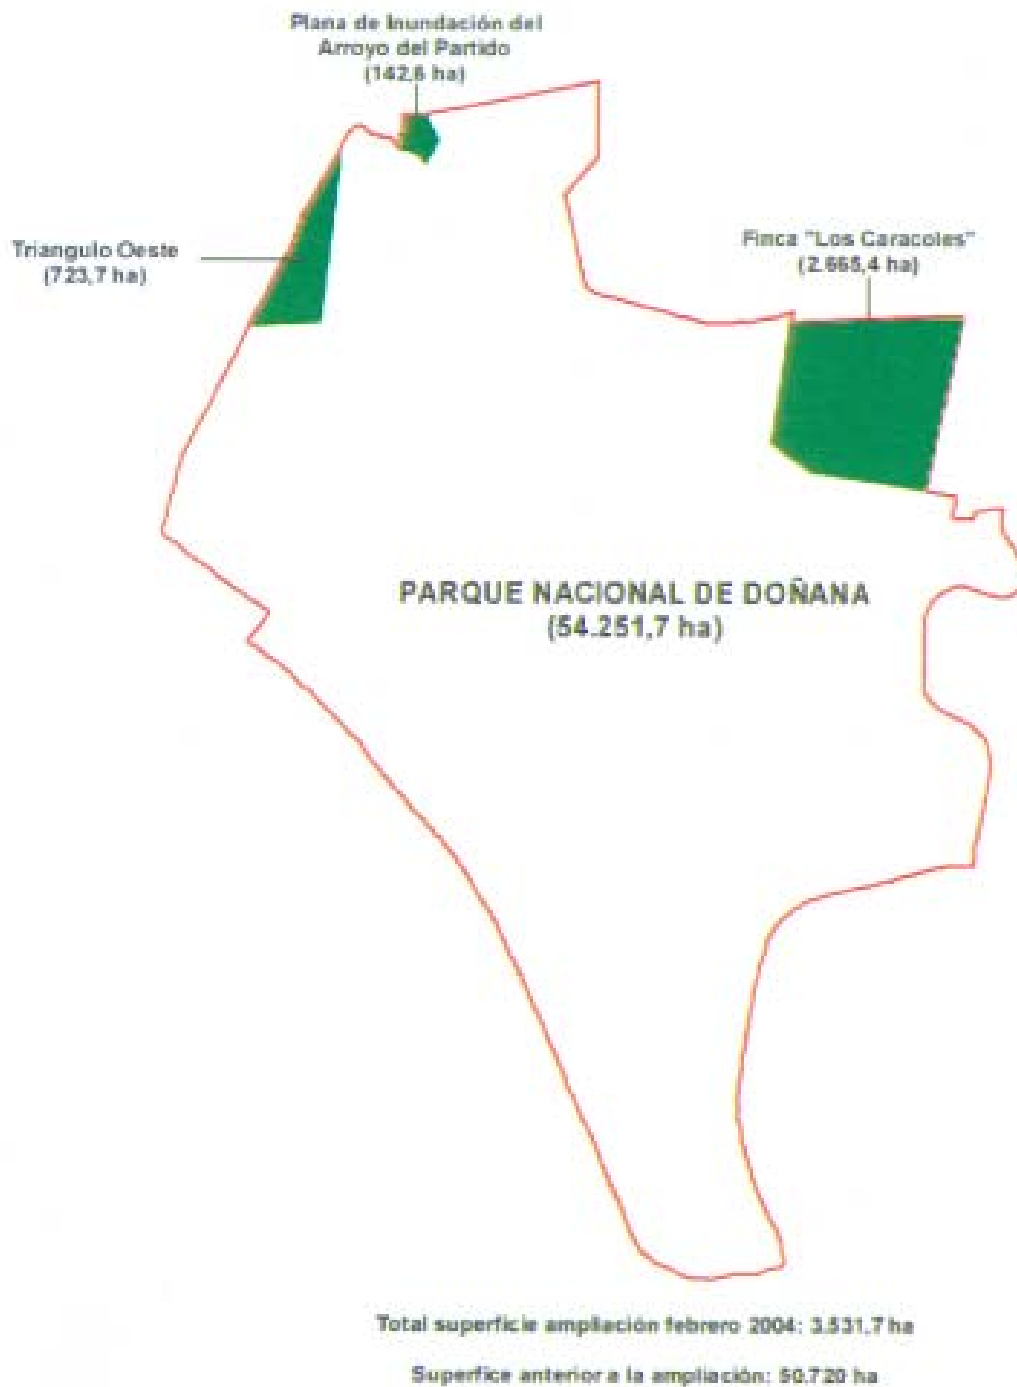 Plana de Inundación del
Arroyo del Partido
(142,6 ha)
Triangulo Oeste
(723,7 ha)
Finca "Los Caracoles"
(2.665,4 ha)
PARQUE NACIONAL DE DOÑANA
(54.251,7 ha)
Total superficie ampliación febrero 2004: 3.531,7 ha
Superfice anterior a la ampliación: 50.720 ha